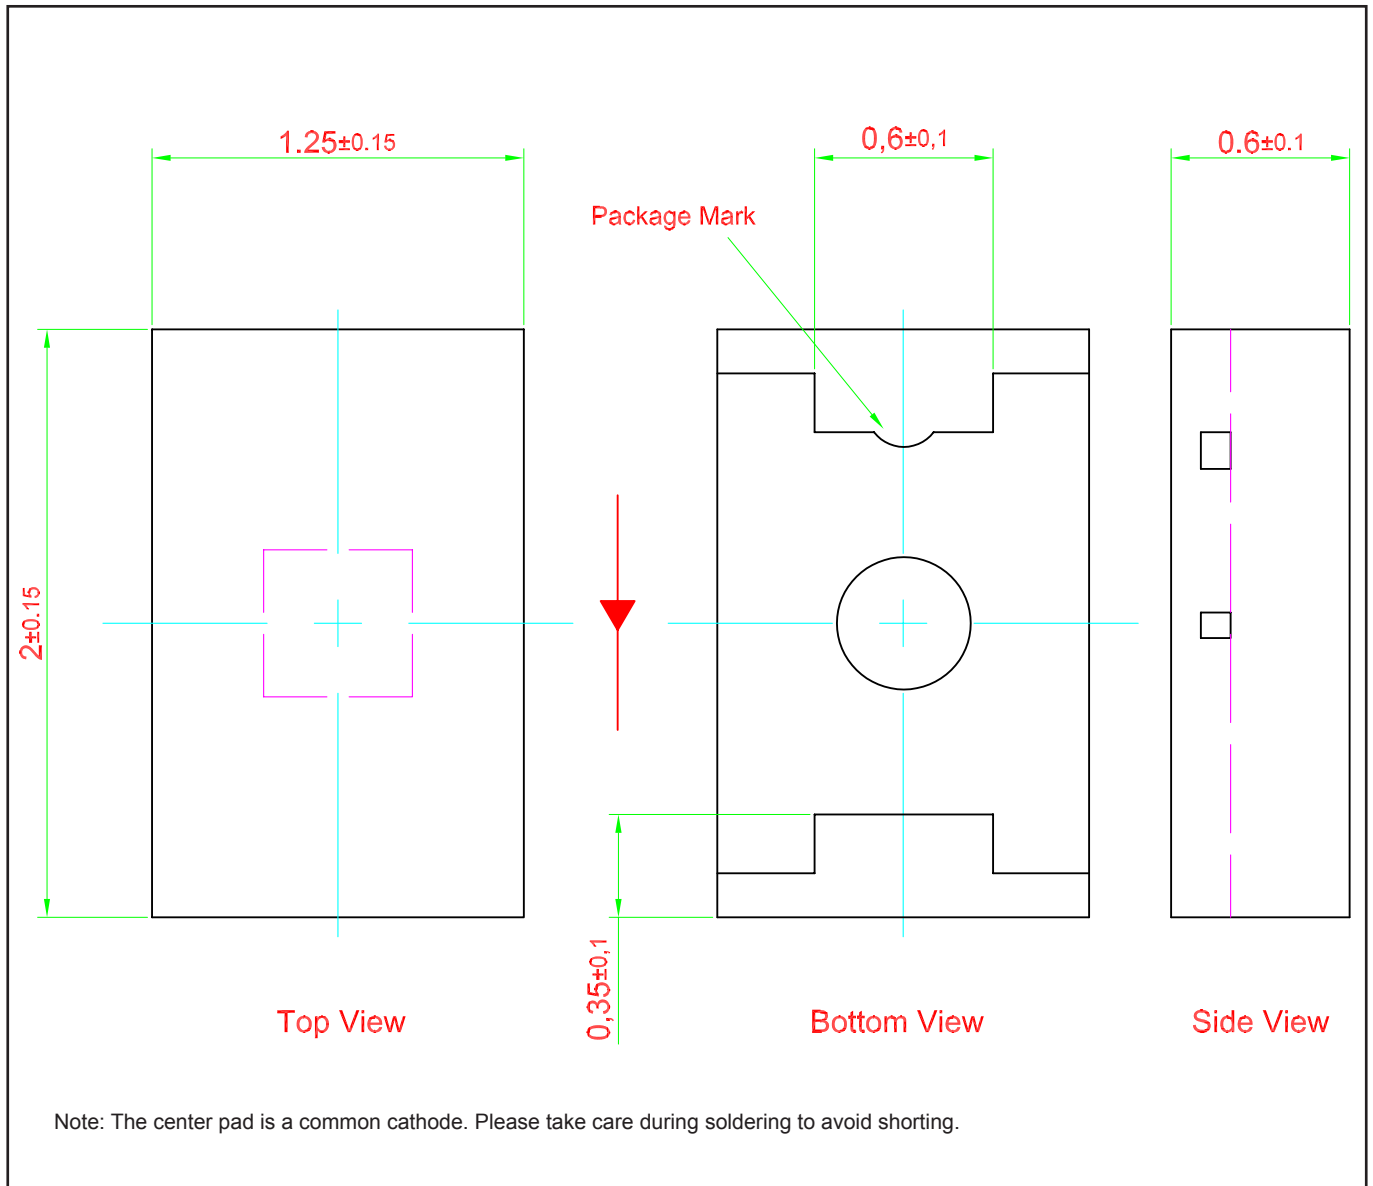 1.25±0.15
0,6±0,1
0.6±0.1
Package Mark
2±0.15
0,35±0,1
Top View
Bottom View
Side View
Note: The center pad is a common cathode. Please take care during soldering to avoid shorting.